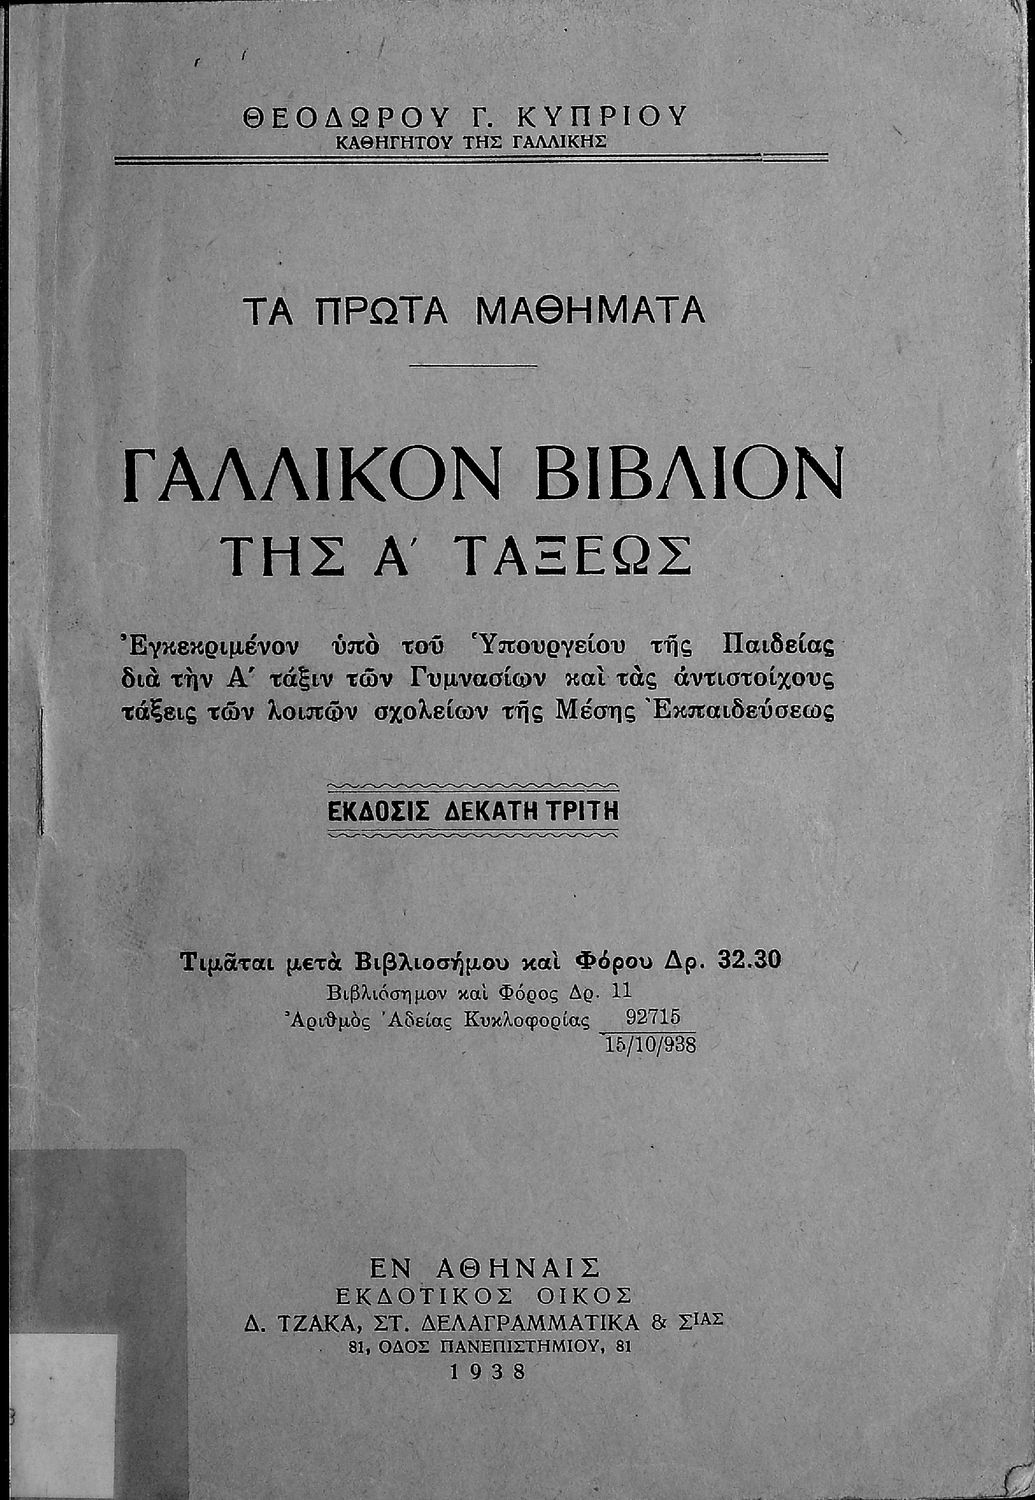 ΘΕΟΔΩΡΟΥ Γ. ΚΥΠΡΙΟΥ
ΚΑΘΗΓΗΤΟΥ ΤΗΣ ΓΑΛΛΙΚΗΣ
ΤΑ ΠΡΩΤΑ ΜΑΘΗΜΑΤΑ
ΓΑΛΛΙΚΟΝ ΒΙΒΛΙΟΝ
ΤΗΣ Α' ΤΑΞΕΩΣ
Ἐγκεκριμένον ὑπὸ τοῦ Ὑπουργείου τῆς Παιδείας
διὰ τὴν Α' τάξιν τῶν Γυμνασίων καὶ τὰς ἀντιστοίχους
τάξεις τῶν λοιπῶν σχολείων τῆς Μέσης Ἐκπαιδεύσεως
ΕΚΔΟΣΙΣ ΔΕΚΑΤΗ ΤΡΙΤΗ
Τιμᾶται μετὰ Βιβλιοσήμου καὶ Φόρου Δρ. 32.30
Βιβλιόσημον καὶ Φόρος Δρ. 11
Ἀριθμὸς Ἀδείας Κυκλοφορίας 92715
15/10/938
ΕΝ ΑΘΗΝΑΙΣ
ΕΚΔΟΤΙΚΟΣ ΟΙΚΟΣ
Δ. ΤΖΑΚΑ, ΣΤ. ΔΕΛΑΓΡΑΜΜΑΤΙΚΑ & ΣΙΑΣ
81, ΟΔΟΣ ΠΑΝΕΠΙΣΤΗΜΙΟΥ, 81
1938